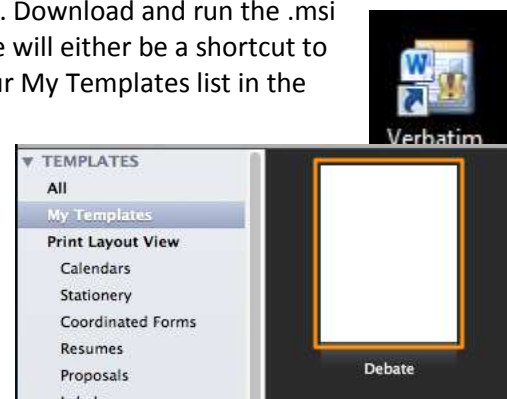 . Download and run the .msi
e will either be a shortcut to
ur My Templates list in the
W
Verbatim
TEMPLATES
All
My Templates
Print Layout View
Calendars
Stationery
Coordinated Forms
Resumes
Proposals
Debate